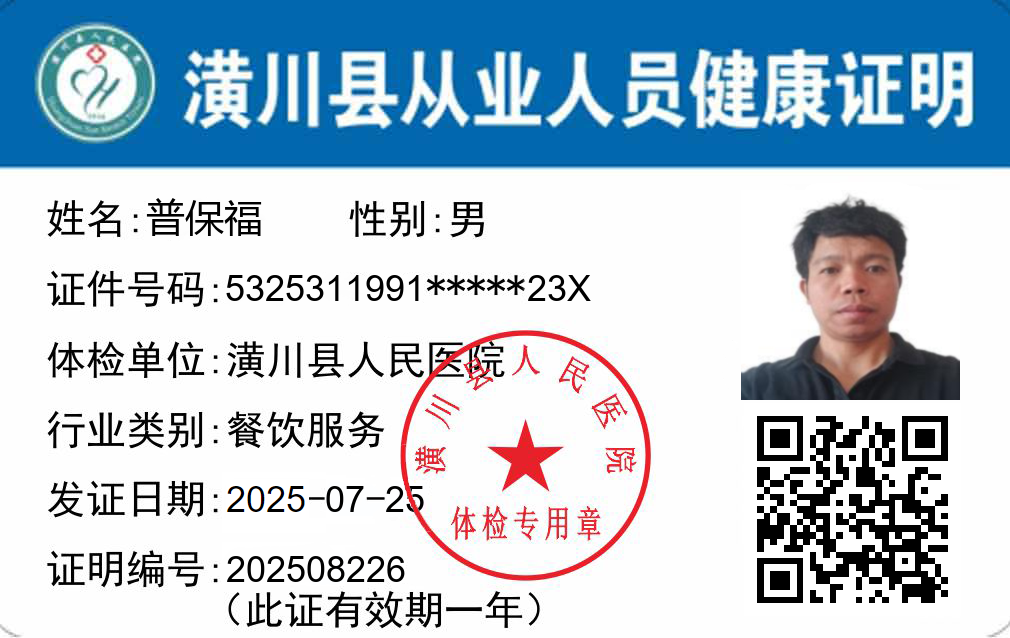 潢川县从业人员健康证明
姓名:普保福 性别:男
证件号码:5325311991*****23X
体检单位:潢川县人民医院
行业类别:餐饮服务
发证日期:2025-07-25
证明编号:202508226
(此证有效期一年)
潢川县人民医院
体检专用章